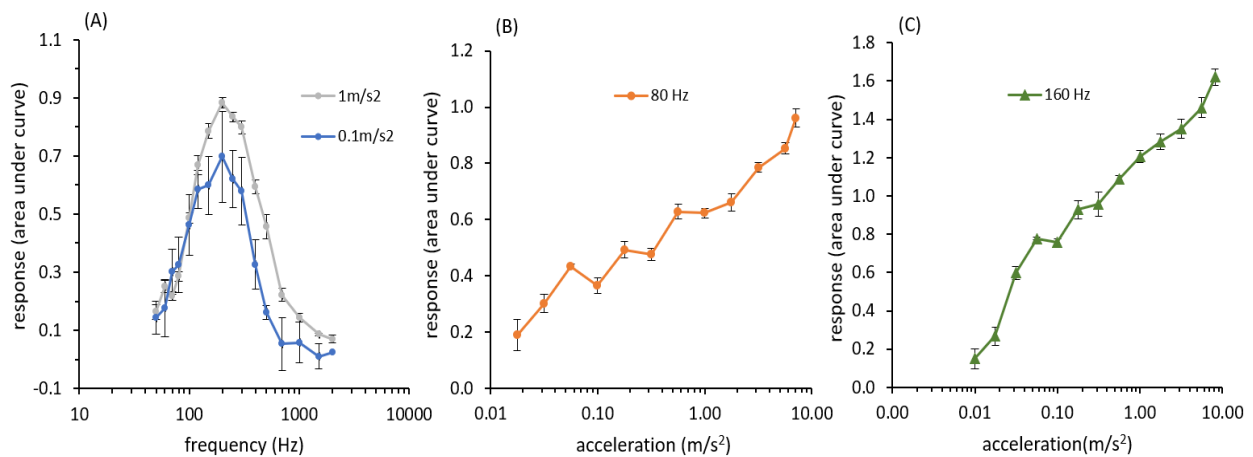 (A)
response (area under curve)
1.1
0.9
0.7
0.5
0.3
0.1
-0.1
10
100
1000
10000
frequency (Hz)
1m/s2
0.1m/s2
(B)
response (area under curve)
1.2
1.0
0.8
0.6
0.4
0.2
0.0
0.01
0.10
1.00
10.00
acceleration (m/s²)
80 Hz
(C)
response (area under curve)
1.8
1.6
1.4
1.2
1.0
0.8
0.6
0.4
0.2
0.0
0.00
0.01
0.10
1.00
10.00
acceleration(m/s²)
160 Hz